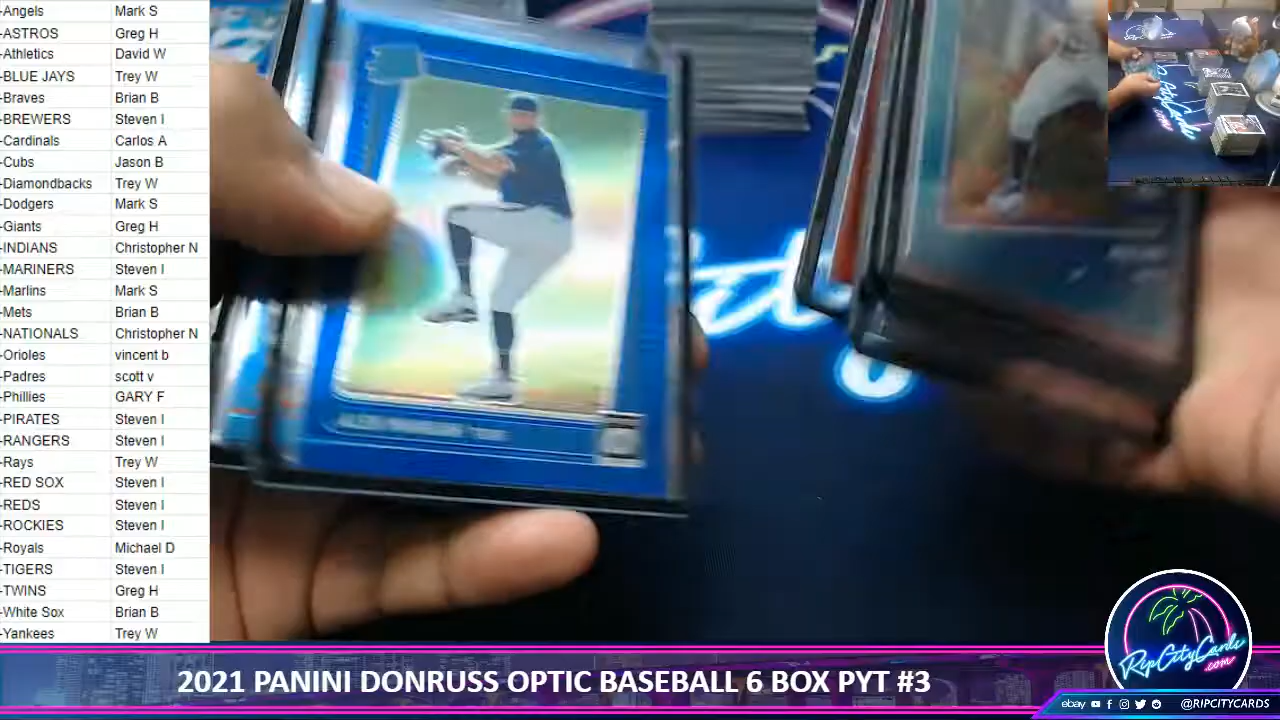 -Angels Mark S
-ASTROS Greg H
-Athletics David W
-BLUE JAYS Trey W
-Braves Brian B
-BREWERS Steven I
-Cardinals Carlos A
-Cubs Jason B
-Diamondbacks Trey W
-Dodgers Mark S
-Giants Greg H
-INDIANS Christopher N
-MARINERS Steven I
-Marlins Mark S
-Mets Brian B
-NATIONALS Christopher N
-Orioles vincent b
-Padres scott v
-Phillies GARY F
-PIRATES Steven I
-RANGERS Steven I
-Rays Trey W
-RED SOX Steven I
-REDS Steven I
-ROCKIES Steven I
-Royals Michael D
-TIGERS Steven I
-TWINS Greg H
-White Sox Brian B
-Yankees Trey W
RipCityCards
.com
2021 PANINI DONRUSS OPTIC BASEBALL 6 BOX PYT #3
ebay @RIPCITYCARDS